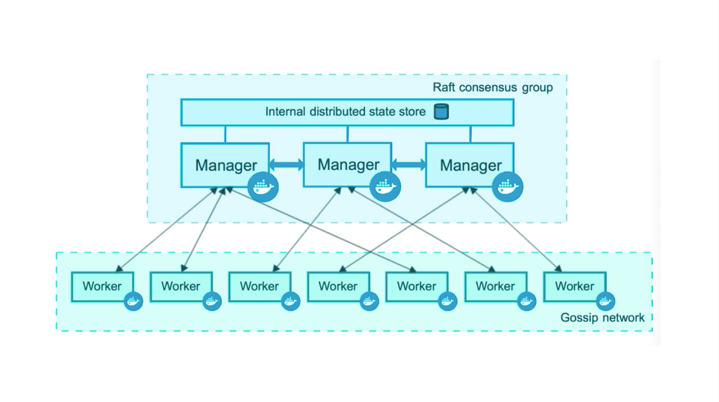 Raft consensus group
Internal distributed state store
Manager
Manager
Manager
Worker
Worker
Worker
Worker
Worker
Worker
Worker
Gossip network